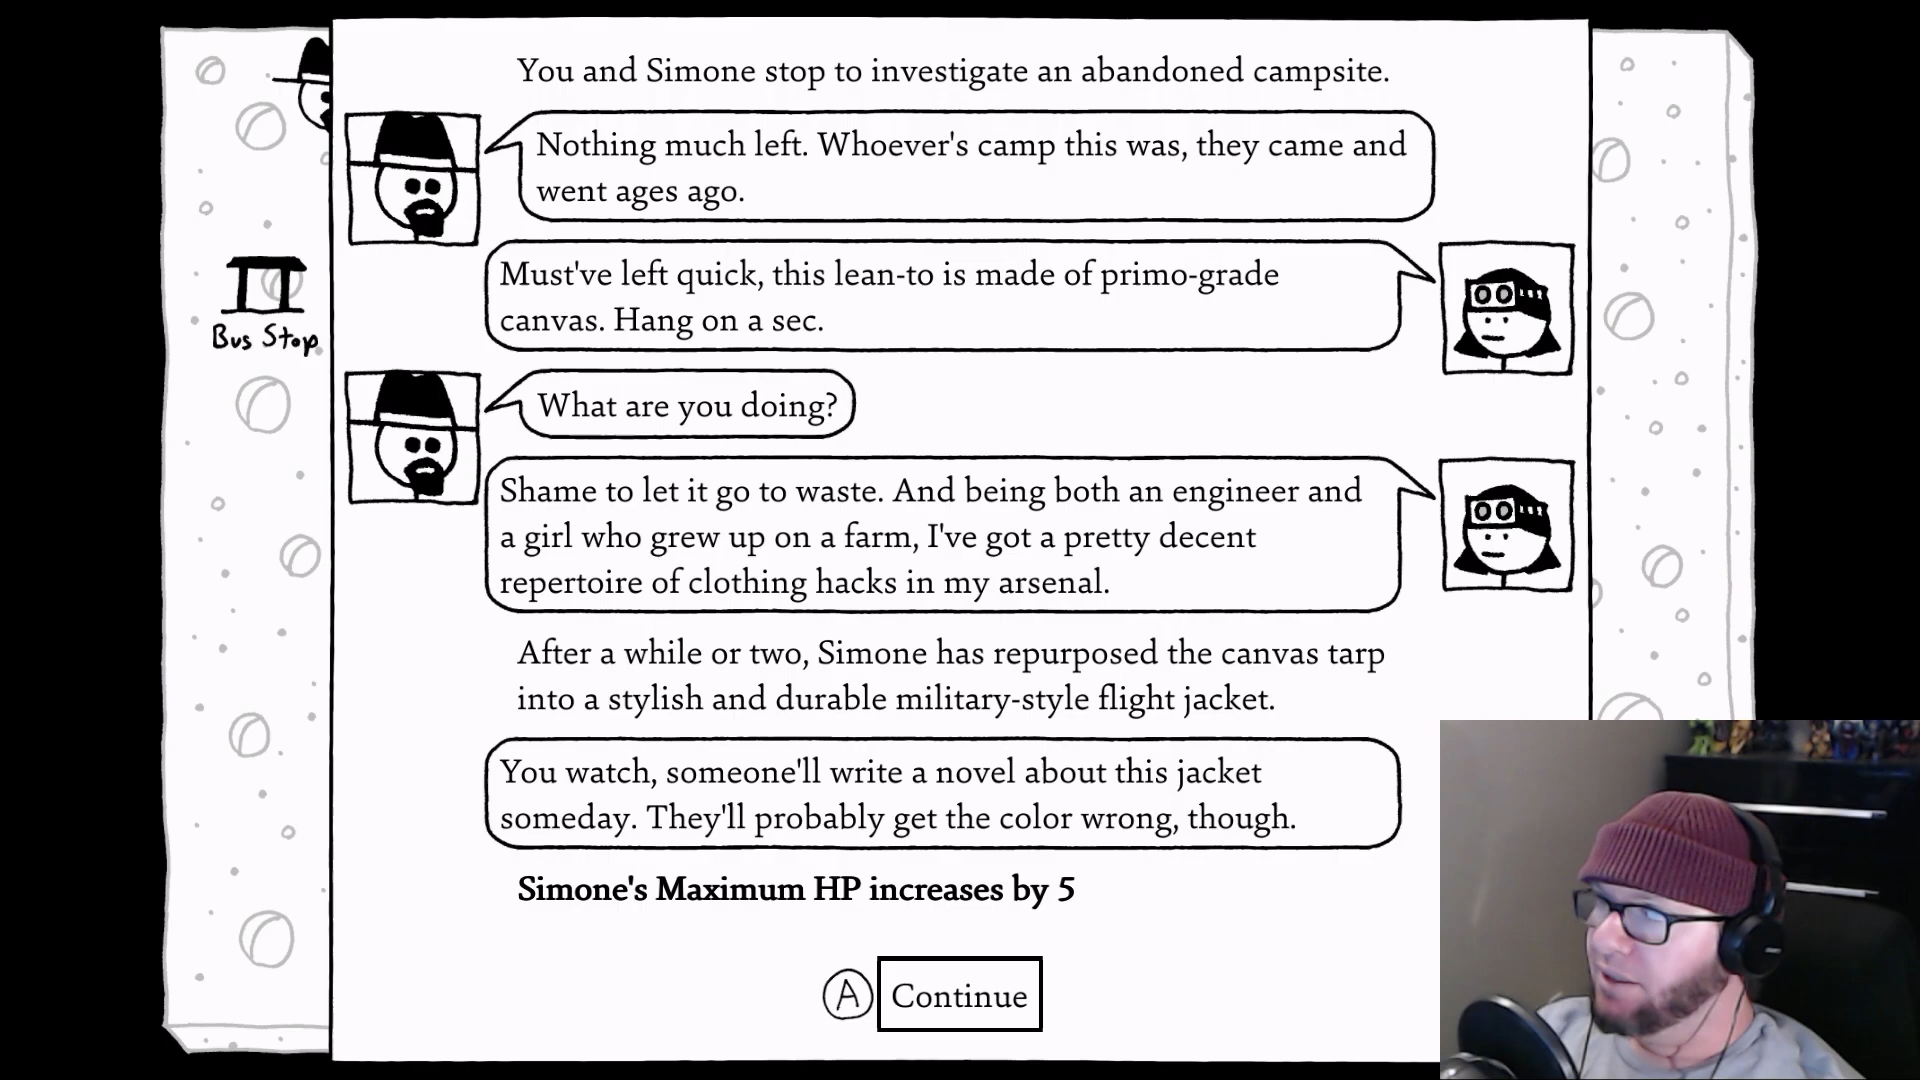 You and Simone stop to investigate an abandoned campsite.
Nothing much left. Whoever's camp this was, they came and
went ages ago.
Must've left quick, this lean-to is made of primo-grade
canvas. Hang on a sec.
Bus Stop
What are you doing?
Shame to let it go to waste. And being both an engineer and
a girl who grew up on a farm, I've got a pretty decent
repertoire of clothing hacks in my arsenal.
After a while or two, Simone has repurposed the canvas tarp
into a stylish and durable military-style flight jacket.
You watch, someone'll write a novel about this jacket
someday. They'll probably get the color wrong, though.
Simone's Maximum HP increases by 5
A Continue